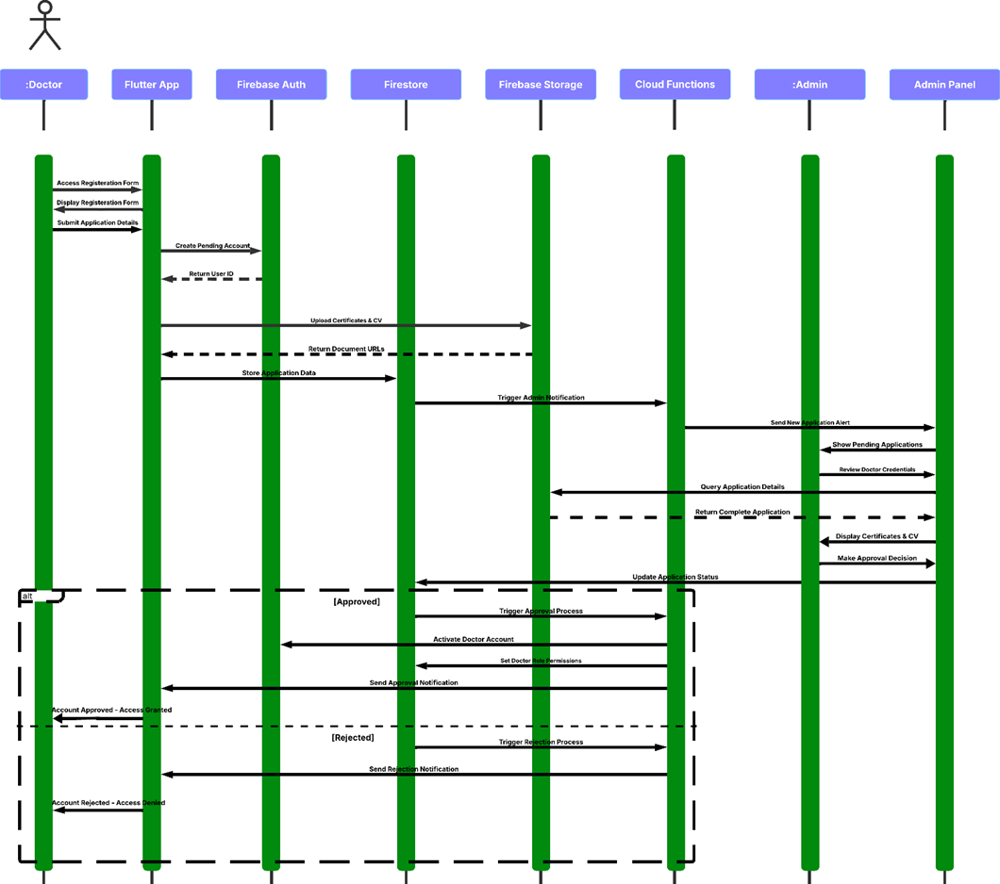 :Doctor
Flutter App
Firebase Auth
Firestore
Firebase Storage
Cloud Functions
:Admin
Admin Panel
Access Registeration Form
Display Registeration Form
Submit Application Details
Create Pending Account
Return User ID
Upload Certificates & CV
Return Document URLs
Store Application Data
Trigger Admin Notification
Send New Application Alert
Show Pending Applications
Review Doctor Credentials
Query Application Details
Return Complete Application
Display Certificates & CV
Make Approval Decision
Update Application Status
alt
[Approved]
Trigger Approval Process
Activate Doctor Account
Set Doctor Role Permissions
Send Approval Notification
Account Approved - Access Granted
[Rejected]
Trigger Rejection Process
Send Rejection Notification
Account Rejected - Access Denied